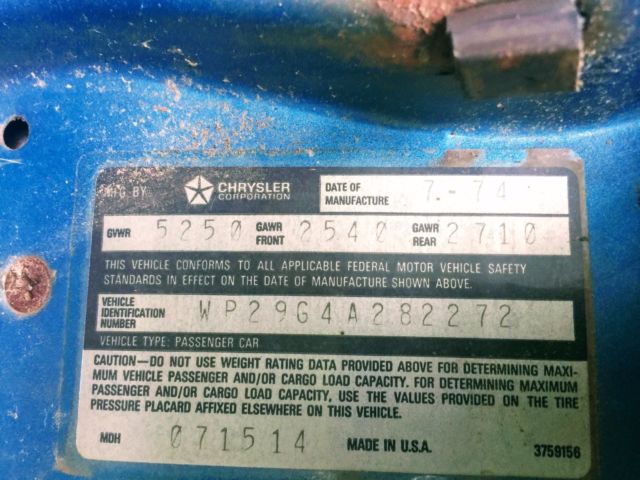 MFG BY CHRYSLER CORPORATION DATE OF MANUFACTURE 7-74
GVWR 5250 GAWR FRONT 2540 GAWR REAR 2710
THIS VEHICLE CONFORMS TO ALL APPLICABLE FEDERAL MOTOR VEHICLE SAFETY
STANDARDS IN EFFECT ON THE DATE OF MANUFACTURE SHOWN ABOVE.
VEHICLE IDENTIFICATION NUMBER WP29G4A282272
VEHICLE TYPE: PASSENGER CAR
CAUTION—DO NOT USE WEIGHT RATING DATA PROVIDED ABOVE FOR DETERMINING MAXI-
MUM VEHICLE PASSENGER AND/OR CARGO LOAD CAPACITY. FOR DETERMINING MAXIMUM
PASSENGER AND/OR CARGO LOAD CAPACITY, USE THE VALUES PROVIDED ON THE TIRE
PRESSURE PLACARD AFFIXED ELSEWHERE ON THIS VEHICLE.
MDH 071514 MADE IN U.S.A. 3759156